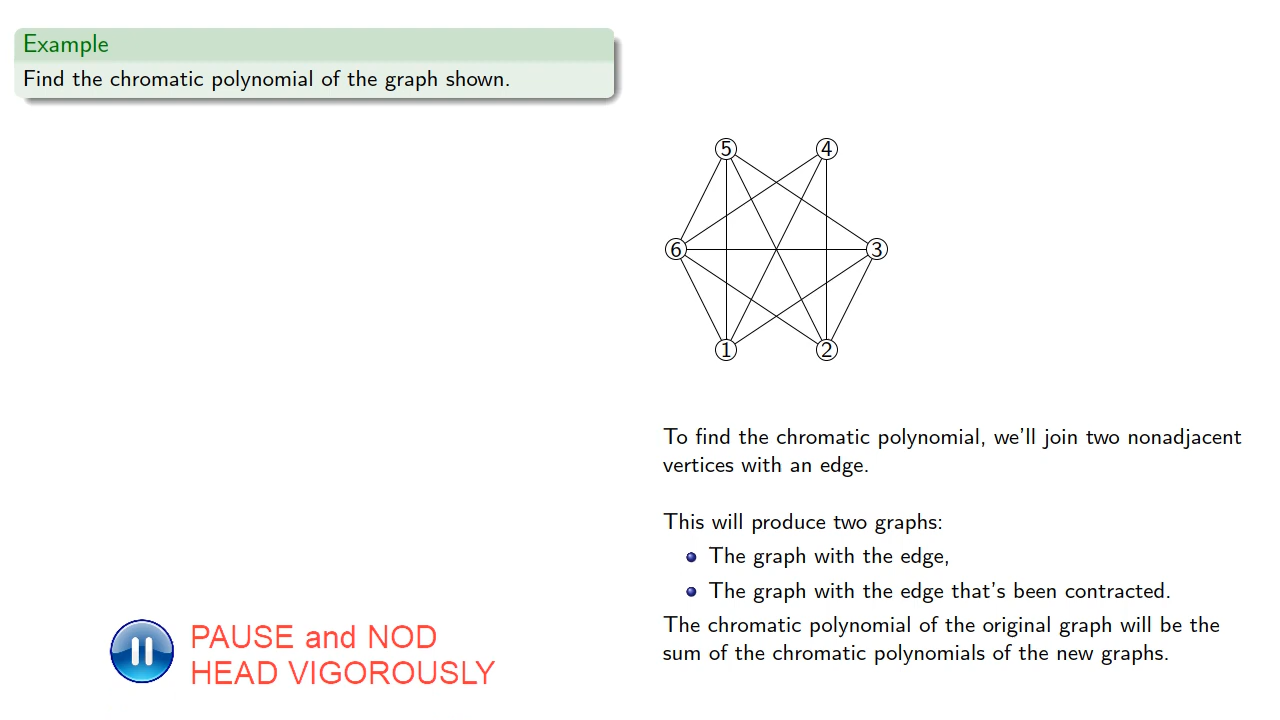 Example
Find the chromatic polynomial of the graph shown.
5 4
6 3
1 2
To find the chromatic polynomial, we'll join two nonadjacent
vertices with an edge.
This will produce two graphs:
The graph with the edge,
The graph with the edge that's been contracted.
The chromatic polynomial of the original graph will be the
sum of the chromatic polynomials of the new graphs.
PAUSE and NOD
HEAD VIGOROUSLY